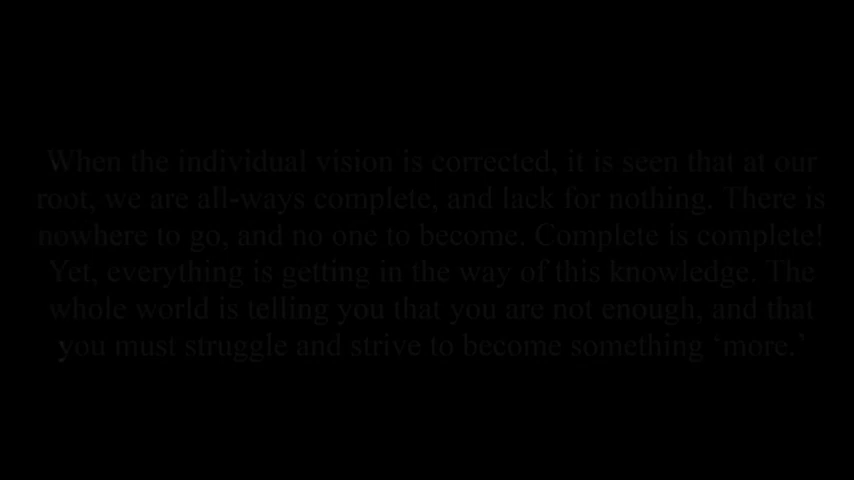 When the individual vision is corrected, it is seen that at our
root, we are all-ways complete, and lack for nothing. There is
nowhere to go, and no one to become. Complete is complete!
Yet, everything is getting in the way of this knowledge. The
whole world is telling you that you are not enough, and that
you must struggle and strive to become something ‘more.’